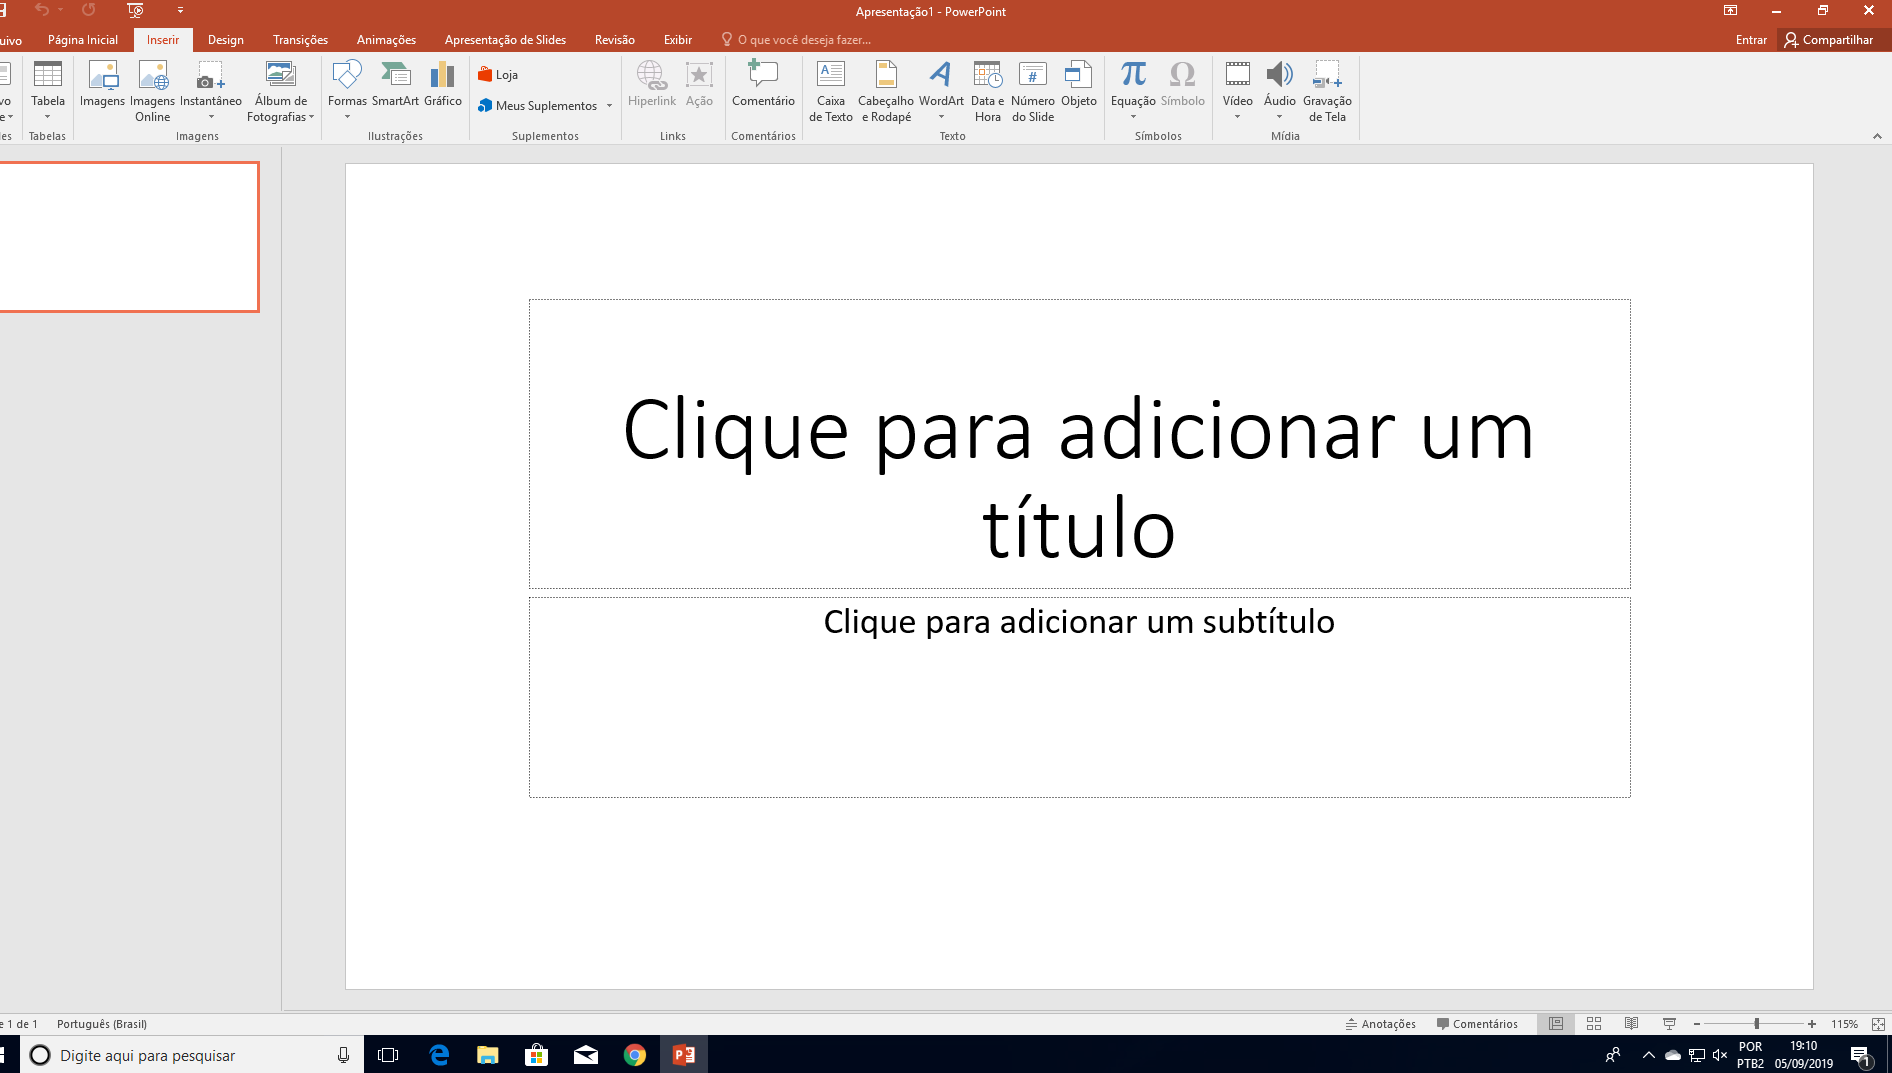 Apresentação1 - PowerPoint
uivo Página Inicial Inserir Design Transições Animações Apresentação de Slides Revisão Exibir O que você deseja fazer... Entrar Compartilhar
Tabela
Imagens
Imagens Online
Instantâneo
Álbum de Fotografias
Formas
SmartArt
Gráfico
Loja
Meus Suplementos
Hiperlink
Ação
Comentário
Caixa de Texto
Cabeçalho e Rodapé
WordArt
Data e Hora
Número do Slide
Objeto
Equação
Símbolo
Vídeo
Áudio
Gravação de Tela
es Tabelas Imagens Ilustrações Suplementos Links Comentários Texto Símbolos Mídia
Clique para adicionar um
título
Clique para adicionar um subtítulo
e 1 de 1 Português (Brasil) Anotações Comentários 115%
Digite aqui para pesquisar
POR 19:10
PTB2 05/09/2019
1